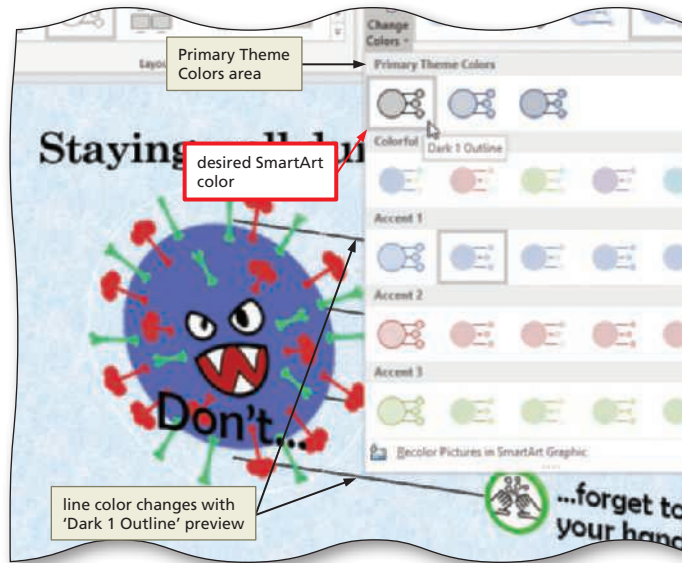 Change
Colors
Primary Theme
Colors area
Primary Theme Colors
Staying
desired SmartArt
color
Colorful
Dark 1 Outline
Accent 1
Accent 2
Accent 3
Don't...
Recolor Pictures in SmartArt Graphic
line color changes with
'Dark 1 Outline' preview
...forget to
your hand